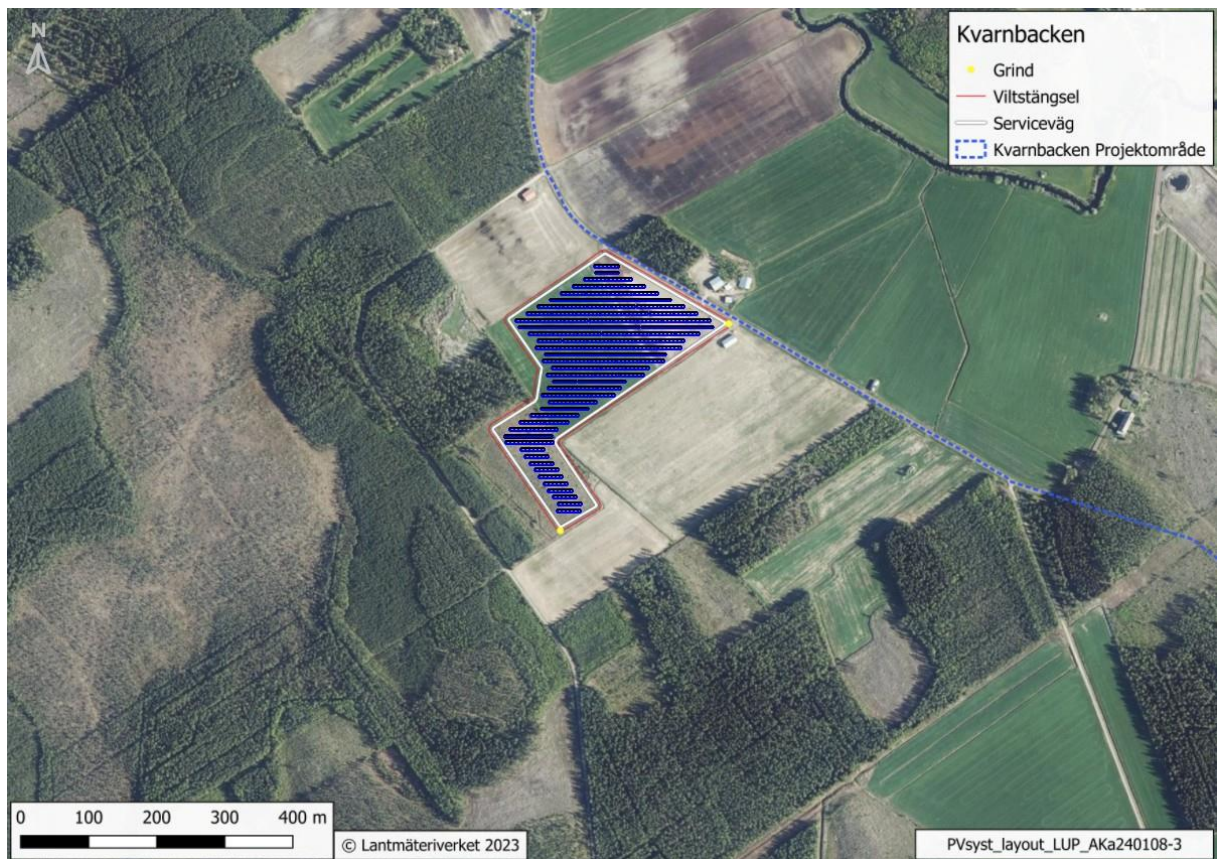 N
Kvarnbacken
Grind
Viltstängsel
Serviceväg
Kvarnbacken Projektområde
0 100 200 300 400 m
© Lantmäteriverket 2023
PVsyst_layout_LUP_AKa240108-3